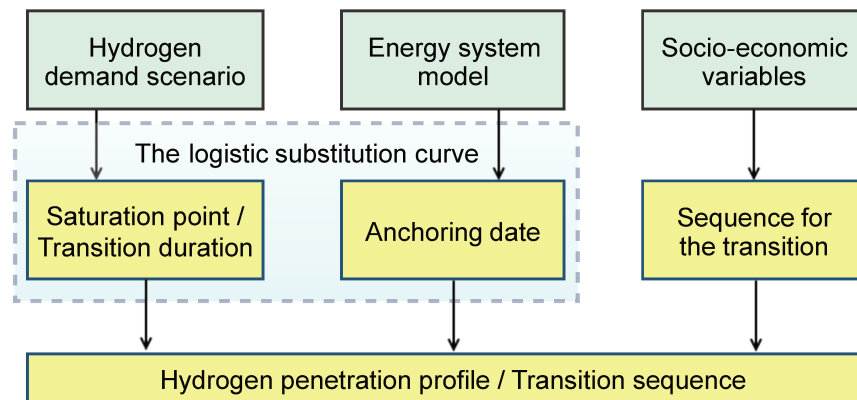 Hydrogen
demand scenario
Energy system
model
Socio-economic
variables
The logistic substitution curve
Saturation point /
Transition duration
Anchoring date
Sequence for
the transition
Hydrogen penetration profile / Transition sequence